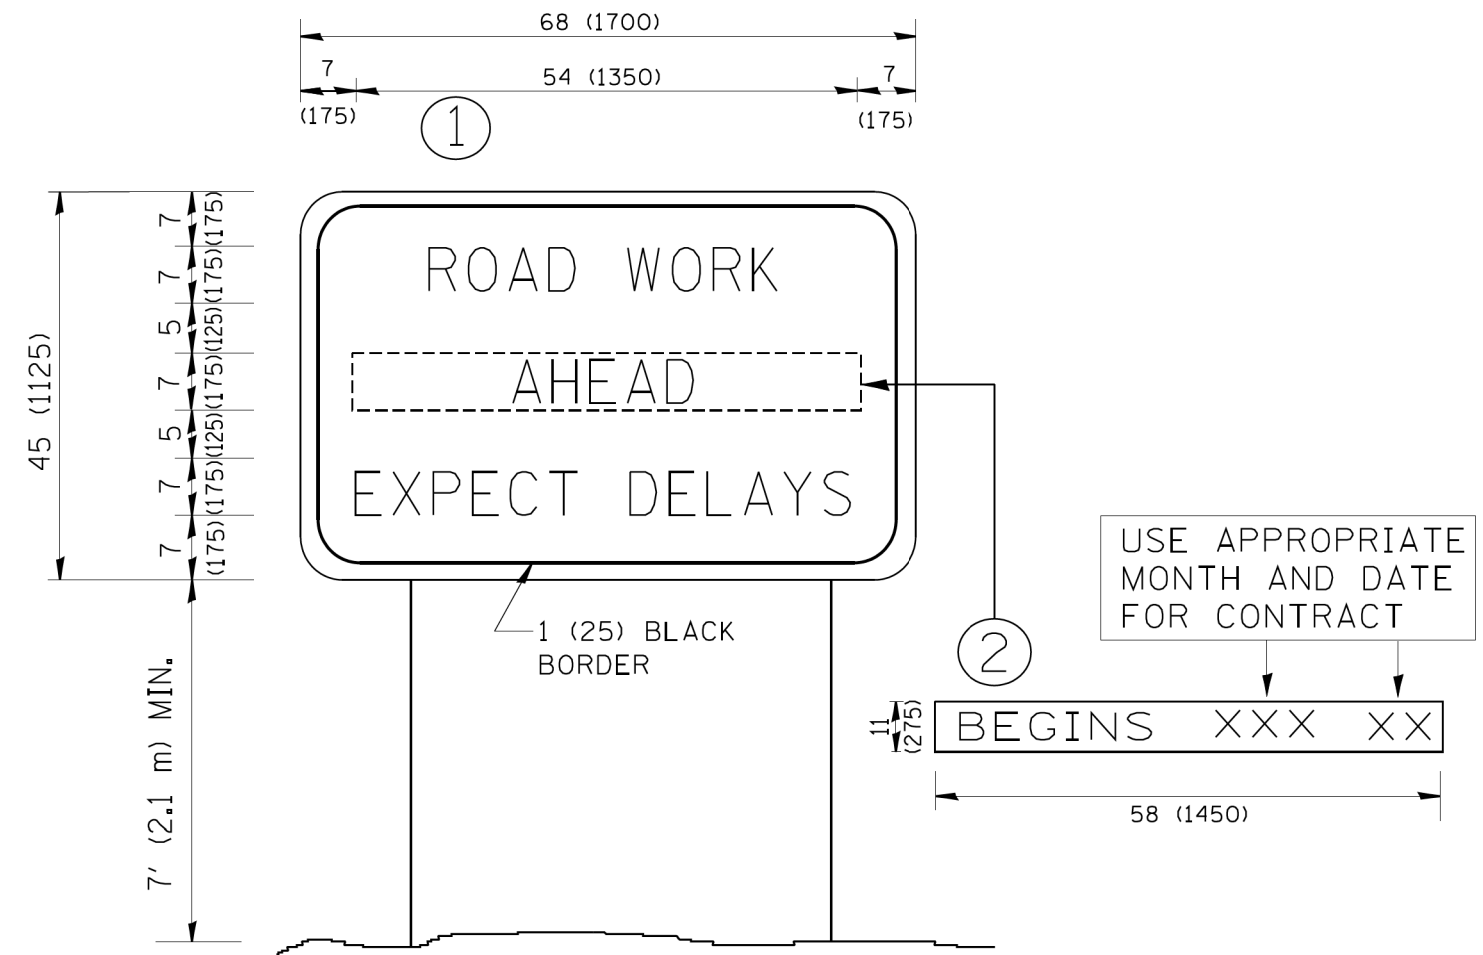 68 (1700)
7 54 (1350) 7
(175) (175)
1
45 (1125)
7 (175)
7 (175)
5 (125)
7 (175)
5 (125)
7 (175)
7 (175)
ROAD WORK
AHEAD
EXPECT DELAYS
1 (25) BLACK
BORDER
7' (2.1 m) MIN.
2
USE APPROPRIATE
MONTH AND DATE
FOR CONTRACT
11
(275)
BEGINS XXX XX
58 (1450)